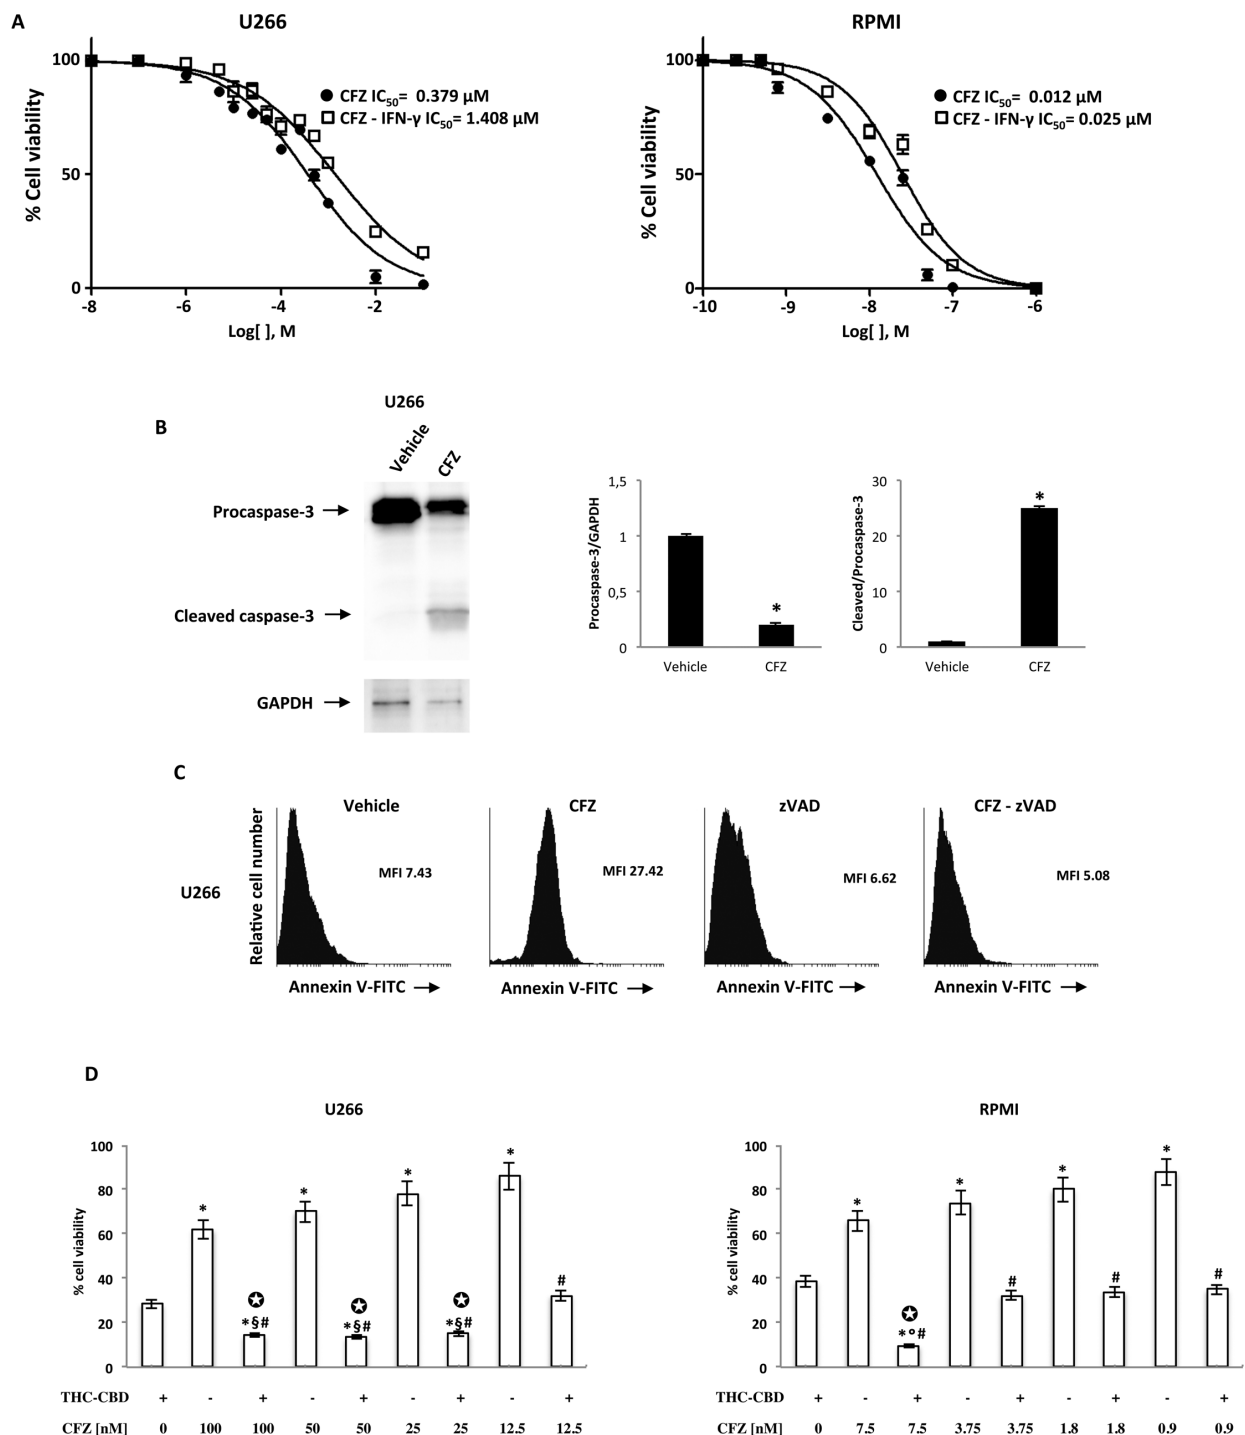 A
U266
RPMI
100
50
0
% Cell viability
CFZ IC50= 0.379 µM
CFZ - IFN-γ IC50= 1.408 µM
-8
-6
-4
-2
Log[ ], M
100
50
0
% Cell viability
CFZ IC50= 0.012 µM
CFZ - IFN-γ IC50= 0.025 µM
-10
-9
-8
-7
-6
Log[ ], M
B
U266
Vehicle
CFZ
Procaspase-3
Cleaved caspase-3
GAPDH
Procaspase-3/GAPDH
1,5
1
0,5
0
*
Vehicle
CFZ
Cleaved/Procaspase-3
30
20
10
0
*
Vehicle
CFZ
C
U266
Relative cell number
Vehicle
MFI 7.43
Annexin V-FITC
CFZ
MFI 27.42
Annexin V-FITC
zVAD
MFI 6.62
Annexin V-FITC
CFZ - zVAD
MFI 5.08
Annexin V-FITC
D
U266
% cell viability
100
80
60
40
20
0
*
✪
*§#
*
✪
*§#
*
✪
*§#
*
#
THC-CBD + - + - + - + - +
CFZ [nM] 0 100 100 50 50 25 25 12.5 12.5
RPMI
% cell viability
100
80
60
40
20
0
*
✪
*°#
*
#
*
#
*
#
THC-CBD + - + - + - + - +
CFZ [nM] 0 7.5 7.5 3.75 3.75 1.8 1.8 0.9 0.9